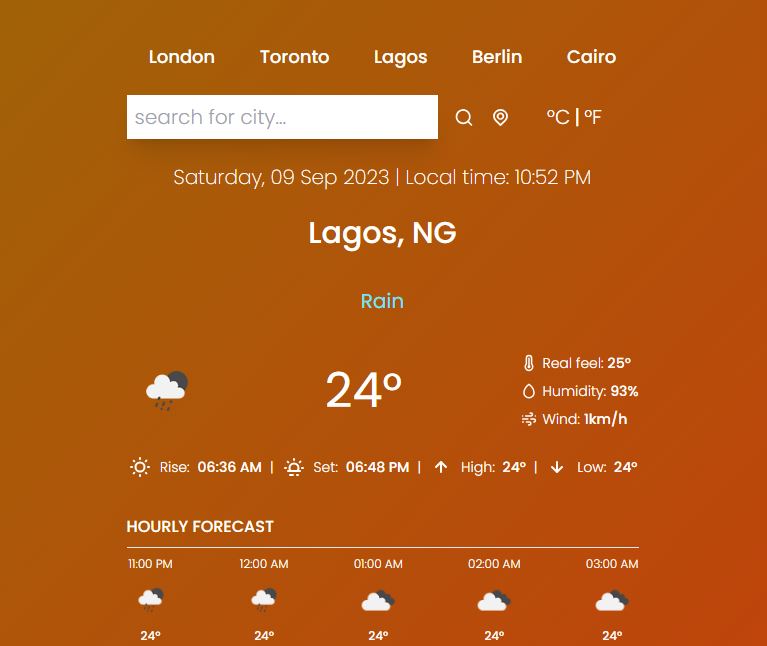 London Toronto Lagos Berlin Cairo
search for city... °C | °F
Saturday, 09 Sep 2023 | Local time: 10:52 PM
Lagos, NG
Rain
24°
Real feel: 25°
Humidity: 93%
Wind: 1km/h
Rise: 06:36 AM | Set: 06:48 PM | High: 24° | Low: 24°
HOURLY FORECAST
11:00 PM 12:00 AM 01:00 AM 02:00 AM 03:00 AM
24° 24° 24° 24° 24°